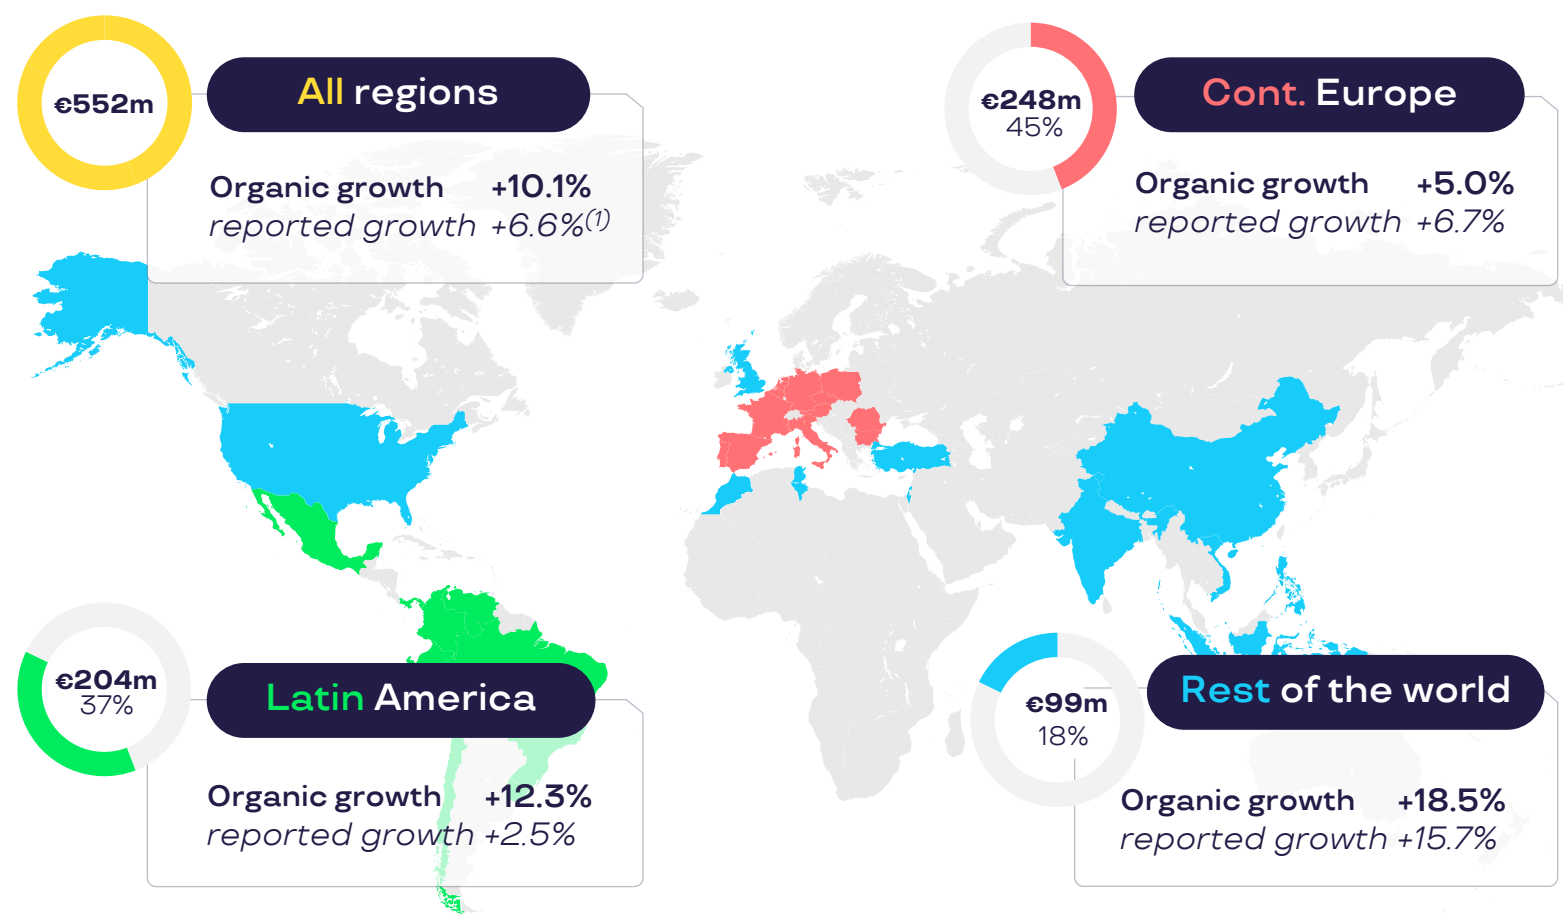 €552m
All regions
Organic growth +10.1%
reported growth +6.6%(1)
€248m
45%
Cont. Europe
Organic growth +5.0%
reported growth +6.7%
€204m
37%
Latin America
Organic growth +12.3%
reported growth +2.5%
€99m
18%
Rest of the world
Organic growth +18.5%
reported growth +15.7%